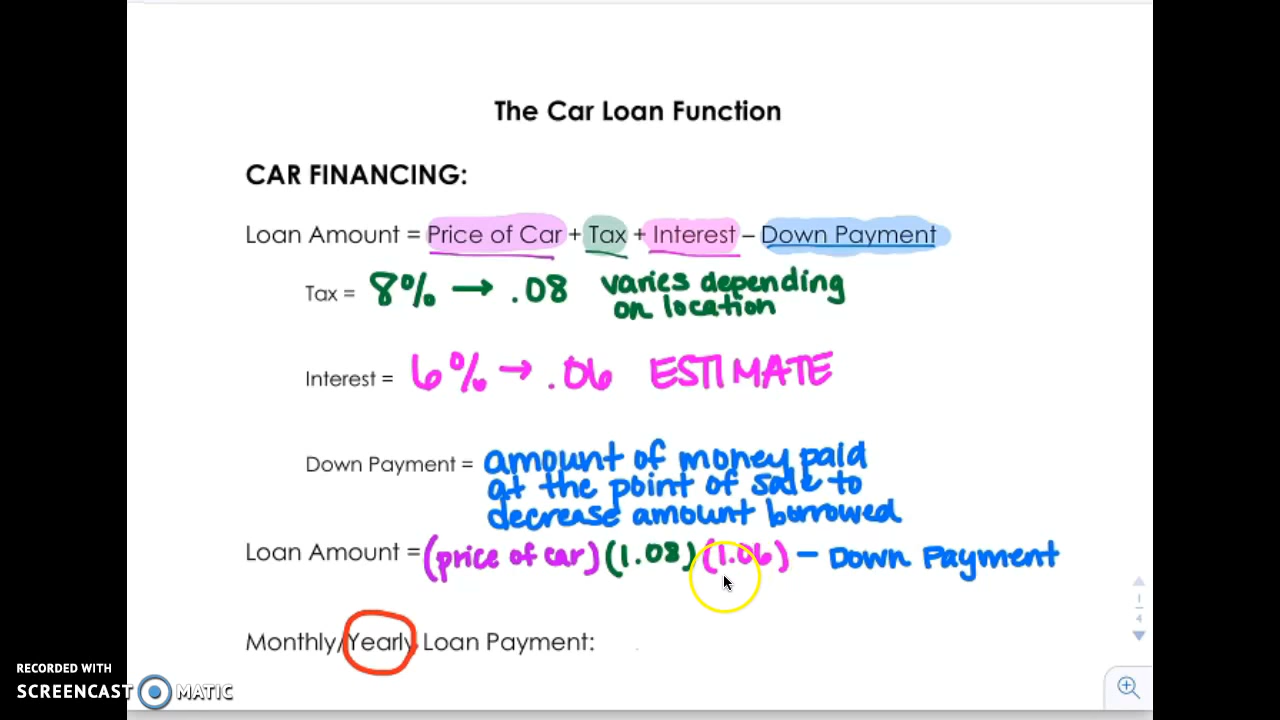 The Car Loan Function
CAR FINANCING:
Loan Amount = Price of Car + Tax + Interest – Down Payment
Tax = 8% → .08 varies depending
on location
Interest = 6% → .06 ESTIMATE
Down Payment = amount of money paid
at the point of sale to
decrease amount borrowed
Loan Amount = (price of car)(1.08)(1.06) – Down Payment
Monthly/Yearly Loan Payment:
1
4
RECORDED WITH
SCREENCAST MATIC